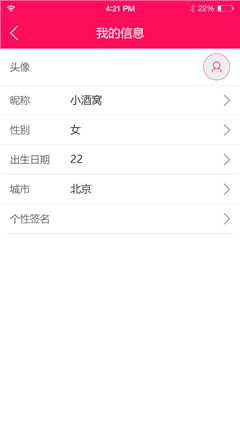 4:21 PM
22%
我的信息
头像
昵称 小酒窝
性别 女
出生日期 22
城市 北京
个性签名